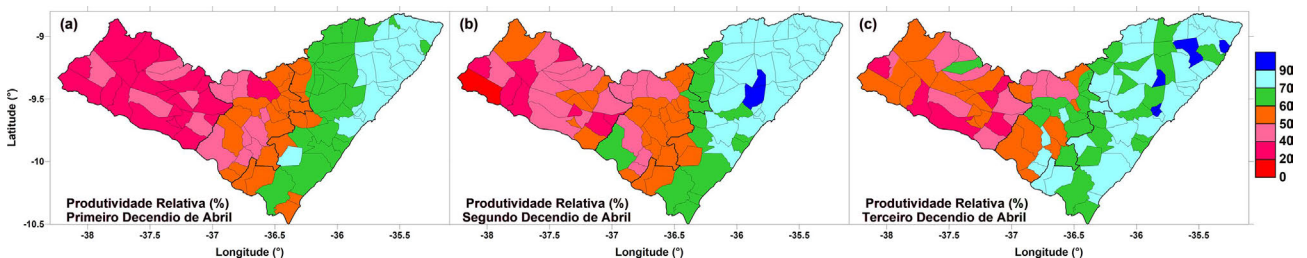 (a)
(b)
(c)
Latitude (°)
-9
-9.5
-10
-10.5
Produtividade Relativa (%)
Primeiro Decendio de Abril
Produtividade Relativa (%)
Segundo Decendio de Abril
Produtividade Relativa (%)
Terceiro Decendio de Abril
90
70
60
50
40
20
0
-38 -37.5 -37 -36.5 -36 -35.5
-38 -37.5 -37 -36.5 -36 -35.5
-38 -37.5 -37 -36.5 -36 -35.5
Longitude (°)
Longitude (°)
Longitude (°)